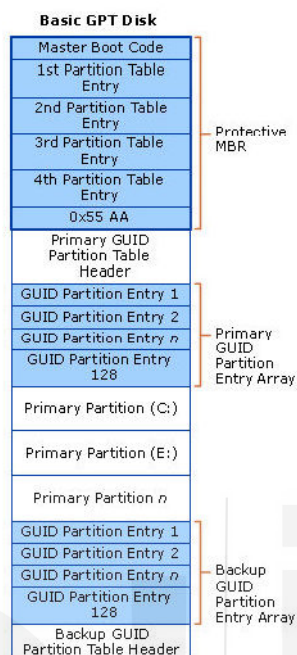 Basic GPT Disk
Master Boot Code
1st Partition Table
Entry
2nd Partition Table
Entry
3rd Partition Table
Entry
4th Partition Table
Entry
0x55 AA
Protective
MBR
Primary GUID
Partition Table
Header
GUID Partition Entry 1
GUID Partition Entry 2
GUID Partition Entry n
GUID Partition Entry
128
Primary
GUID
Partition
Entry Array
Primary Partition (C:)
Primary Partition (E:)
Primary Partition n
GUID Partition Entry 1
GUID Partition Entry 2
GUID Partition Entry n
GUID Partition Entry
128
Backup
GUID
Partition
Entry Array
Backup GUID
Partition Table Header